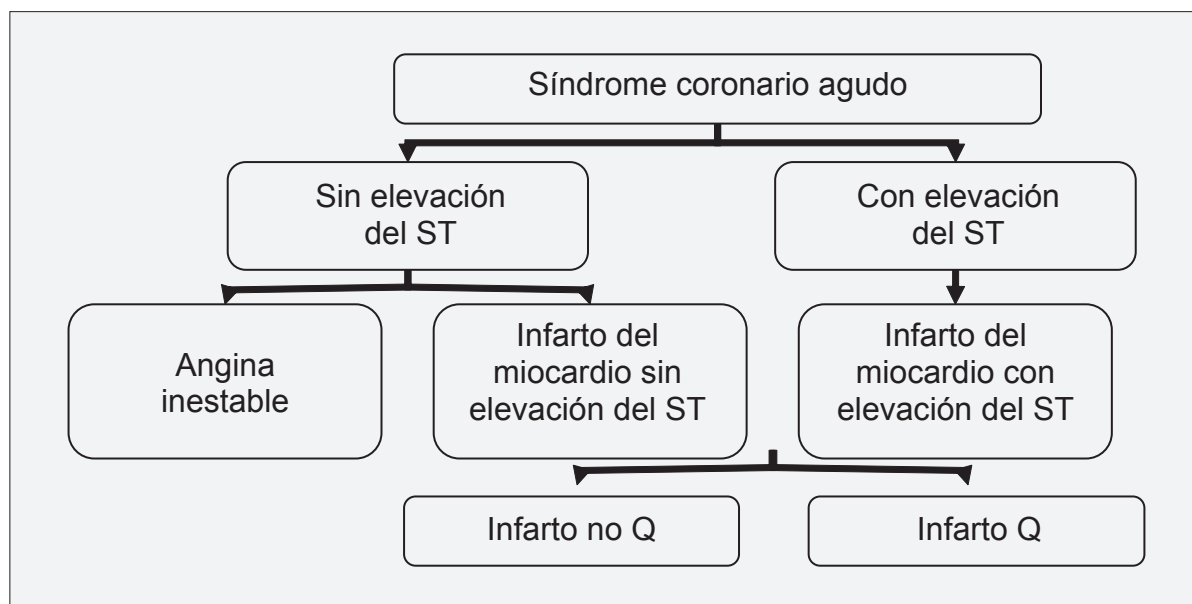 Síndrome coronario agudo
Sin elevación
del ST
Con elevación
del ST
Angina
inestable
Infarto del
miocardio sin
elevación del ST
Infarto del
miocardio con
elevación del ST
Infarto no Q
Infarto Q